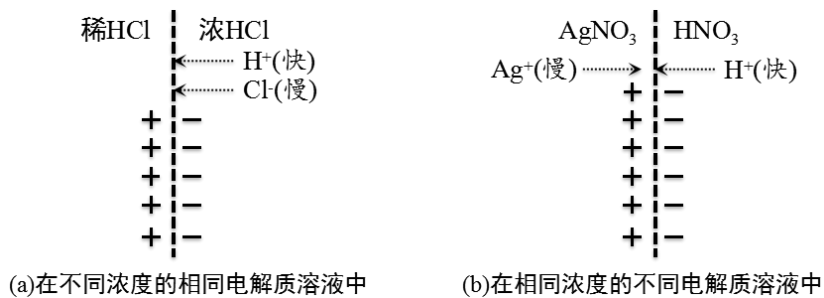 稀HCl 浓HCl
H⁺(快)
Cl⁻(慢)
+ −
+ −
+ −
+ −
+ −
(a)在不同浓度的相同电解质溶液中
AgNO₃ HNO₃
Ag⁺(慢) H⁺(快)
+ −
+ −
+ −
+ −
+ −
+ −
(b)在相同浓度的不同电解质溶液中